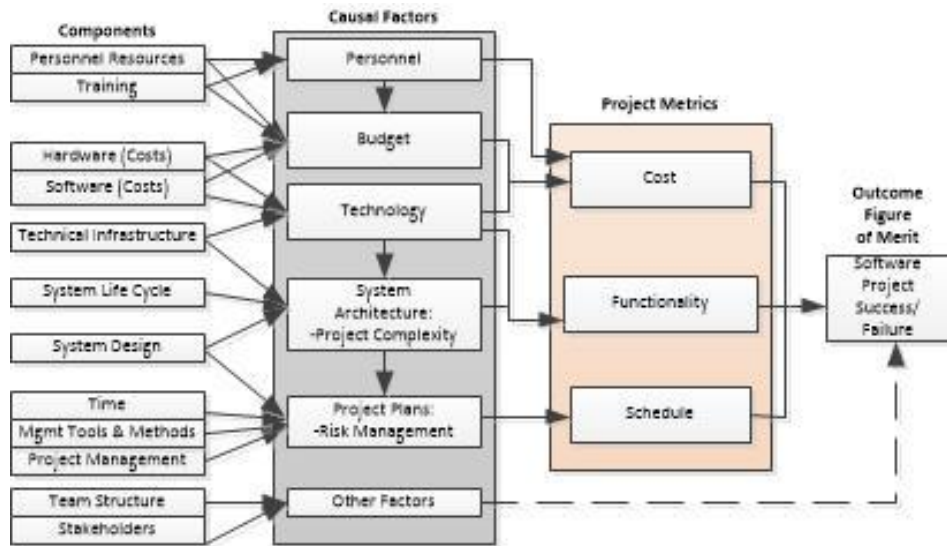 Components
Personnel Resources
Training
Hardware (Costs)
Software (Costs)
Technical Infrastructure
System Life Cycle
System Design
Time
Mgmt Tools & Methods
Project Management
Team Structure
Stakeholders
Causal Factors
Personnel
Budget
Technology
System
Architecture:
-Project Complexity
Project Plans:
-Risk Management
Other Factors
Project Metrics
Cost
Functionality
Schedule
Outcome
Figure
of Merit
Software
Project
Success/
Failure